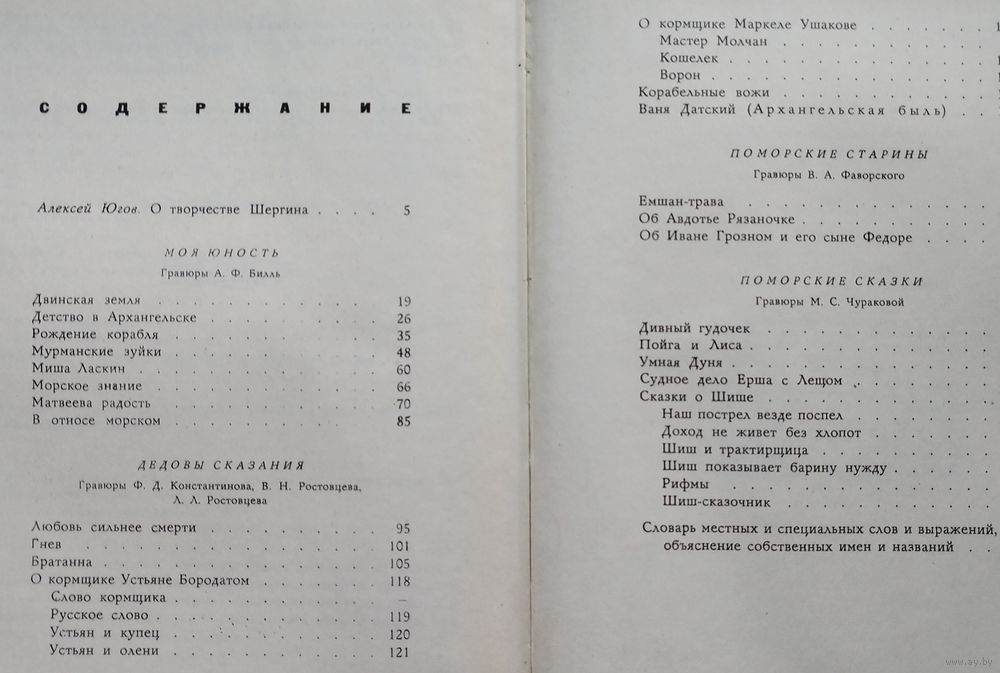 СОДЕРЖАНИЕ
Алексей Югов. О творчестве Шергина . . . . 5
МОЯ ЮНОСТЬ
Гравюры А. Ф. Билль
Двинская земля . . . . . . . . . . . . 19
Детство в Архангельске . . . . . . . . . 26
Рождение корабля . . . . . . . . . . . 35
Мурманские зуйки . . . . . . . . . . . 48
Миша Ласкин . . . . . . . . . . . . . 60
Морское знание . . . . . . . . . . . . 66
Матвеева радость . . . . . . . . . . . 70
В относе морском . . . . . . . . . . . 85
ДЕДОВЫ СКАЗАНИЯ
Гравюры Ф. Д. Константинова, В. Н. Ростовцева,
Л. Л. Ростовцева
Любовь сильнее смерти . . . . . . . . . 95
Гнев . . . . . . . . . . . . . . . . 101
Братанна . . . . . . . . . . . . . . . 105
О кормщике Устьяне Бородатом . . . . . . . 118
Слово кормщика . . . . . . . . . . . . –
Русское слово . . . . . . . . . . . . . 119
Устьян и купец . . . . . . . . . . . . 120
Устьян и олени . . . . . . . . . . . . 121
О кормщике Маркеле Ушакове . . . . . . .
Мастер Молчан . . . . . . . . . . . .
Кошелек . . . . . . . . . . . . . . .
Ворон . . . . . . . . . . . . . . . .
Корабельные вожи . . . . . . . . . . . .
Ваня Датский (Архангельская быль) . . .
ПОМОРСКИЕ СТАРИНЫ
Гравюры В. А. Фаворского
Емшан-трава . . . . . . . . . . . . . .
Об Авдотье Рязаночке . . . . . . . . . . .
Об Иване Грозном и его сыне Федоре . . . .
ПОМОРСКИЕ СКАЗКИ
Гравюры М. С. Чураковой
Дивный гудочек . . . . . . . . . . . . .
Пойга и Лиса . . . . . . . . . . . . . .
Умная Дуня . . . . . . . . . . . . . . .
Судное дело Ерша с Лещом . . . . . . . .
Сказки о Шише . . . . . . . . . . . . .
Наш пострел везде поспел . . . . . . . .
Доход не живет без хлопот . . . . . . .
Шиш и трактирщица . . . . . . . . . .
Шиш показывает барину нужду . . . . . .
Рифмы . . . . . . . . . . . . . . .
Шиш-сказочник . . . . . . . . . . . .
Словарь местных и специальных слов и выражений,
объяснение собственных имен и названий . . .
www.ay.by